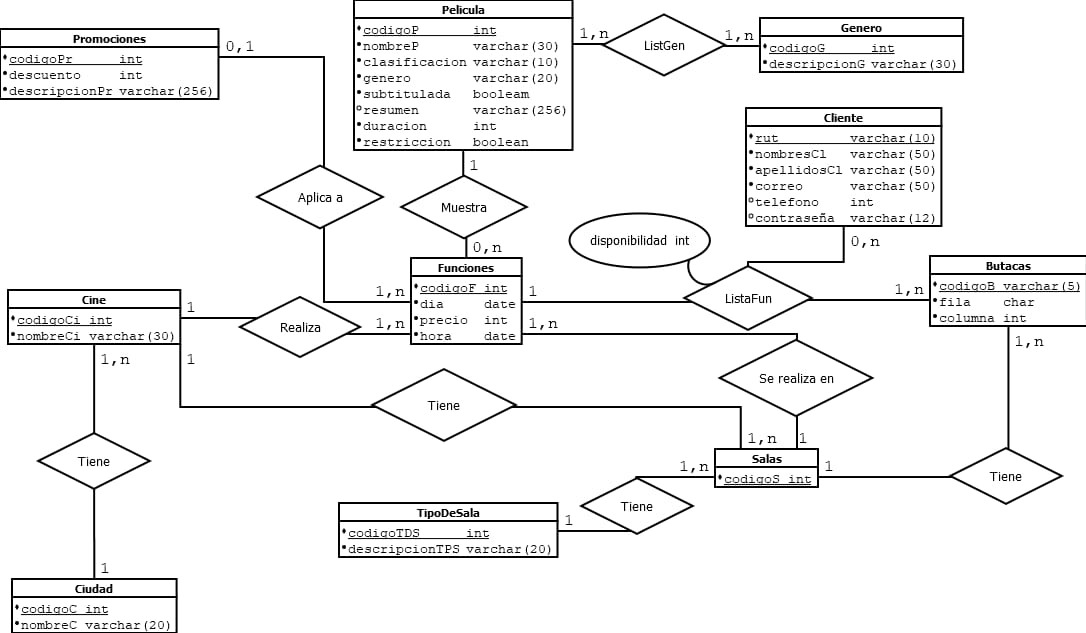 Pelicula
codigoP int
nombreP varchar(30)
clasificacion varchar(10)
genero varchar(20)
subtitulada booleam
resumen varchar(256)
duracion int
restriccion boolean
Promociones
codigoPr int
descuento int
descripcionPr varchar(256)
0,1
1,n
ListGen
1,n
Genero
codigoG int
descripcionG varchar(30)
Cliente
rut varchar(10)
nombresCl varchar(50)
apellidosCl varchar(50)
correo varchar(50)
telefono int
contraseña varchar(12)
0,n
Aplica a
1
Muestra
0,n
disponibilidad int
Funciones
codigoF int
dia date
precio int
hora date
1,n
1
ListaFun
1,n
Butacas
codigoB varchar(5)
fila char
columna int
1,n
Cine
codigoCi int
nombreCi varchar(30)
1
Realiza
1,n
1,n
1,n
1
Se realiza en
Tiene
Tiene
1,n
1
Salas
codigoS int
1,n
1
Tiene
Tiene
1
TipoDeSala
codigoTDS int
descripcionTPS varchar(20)
1
Ciudad
codigoC int
nombreC varchar(20)